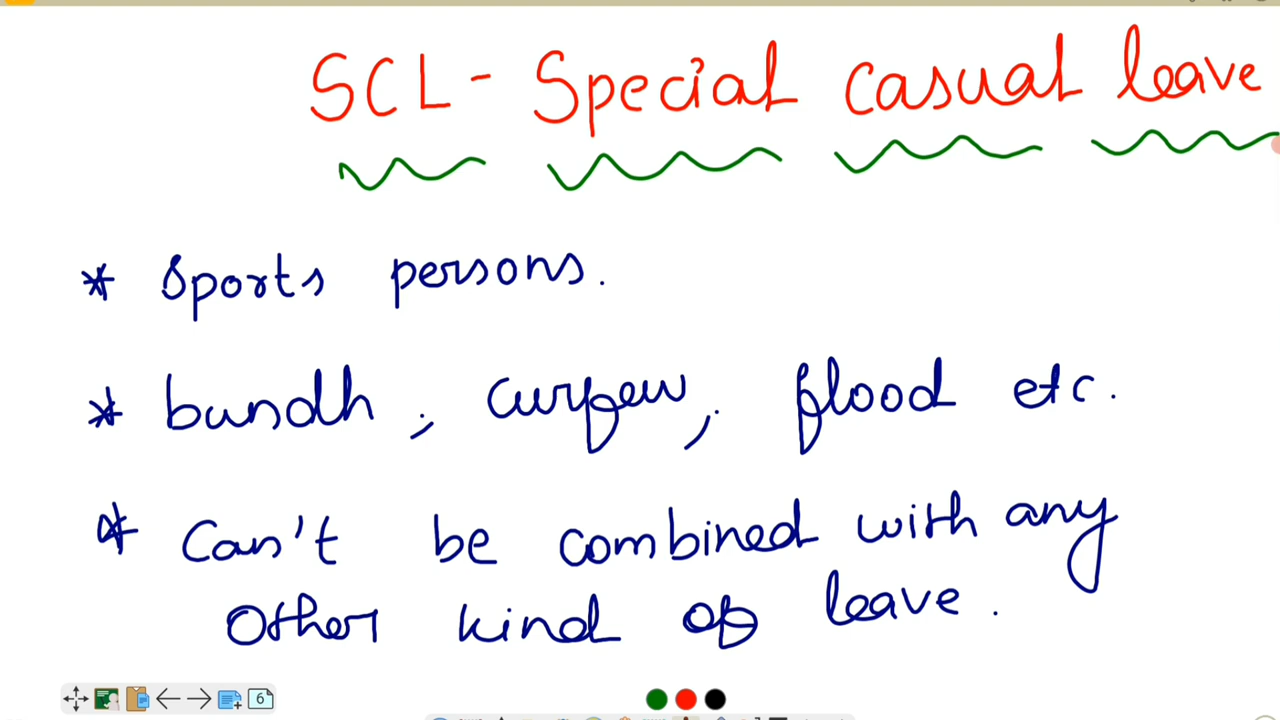 SCL- Special casual leave
* Sports persons.
* bundh, curfew, flood etc.
* Can't be combined with any
other kind of leave.
6